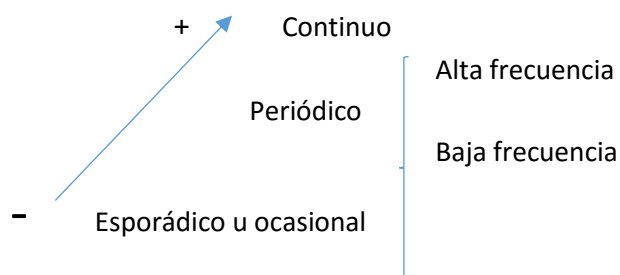 + Continuo
Alta frecuencia
Periódico
Baja frecuencia
- Esporádico u ocasional